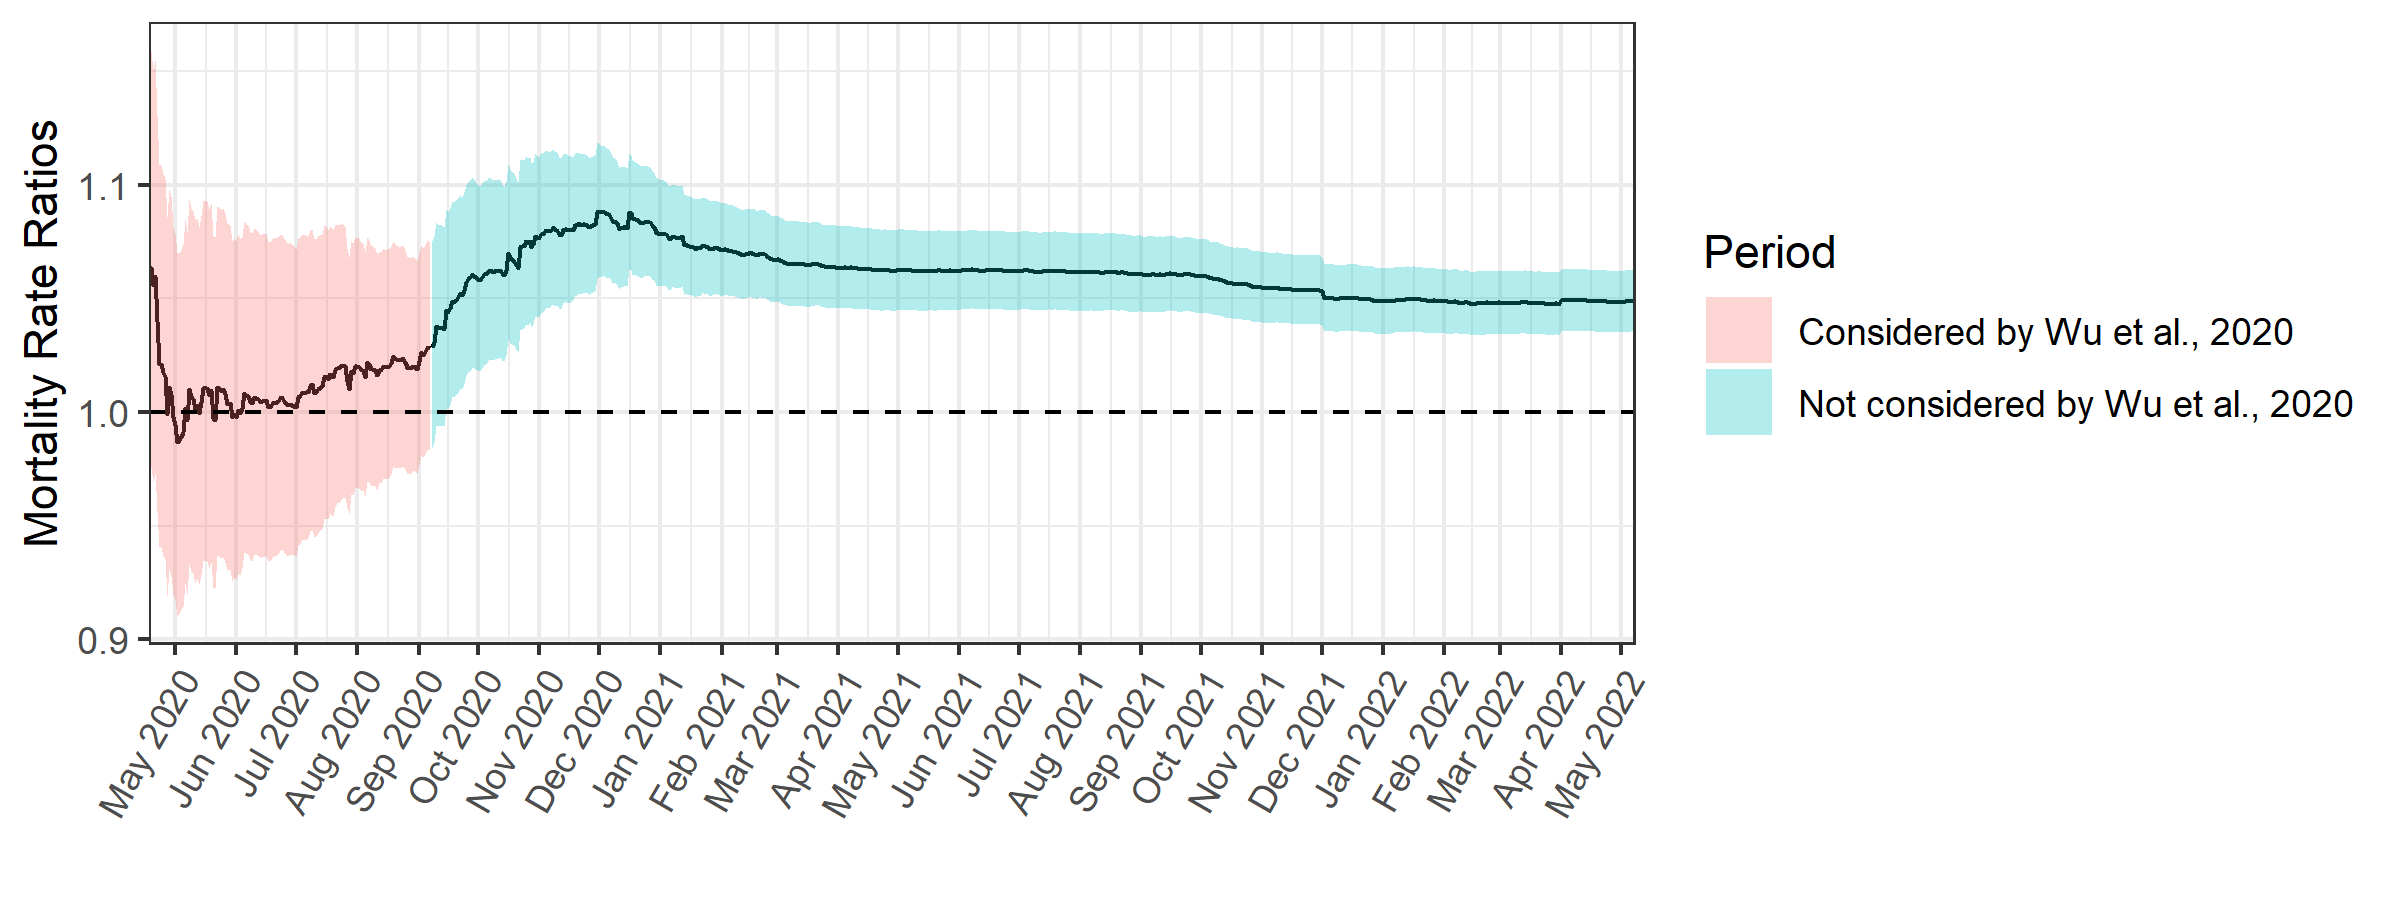 Mortality Rate Ratios
1.1
1.0
0.9
May 2020
Jun 2020
Jul 2020
Aug 2020
Sep 2020
Oct 2020
Nov 2020
Dec 2020
Jan 2021
Feb 2021
Mar 2021
Apr 2021
May 2021
Jun 2021
Jul 2021
Aug 2021
Sep 2021
Oct 2021
Nov 2021
Dec 2021
Jan 2022
Feb 2022
Mar 2022
Apr 2022
May 2022
Period
Considered by Wu et al., 2020
Not considered by Wu et al., 2020